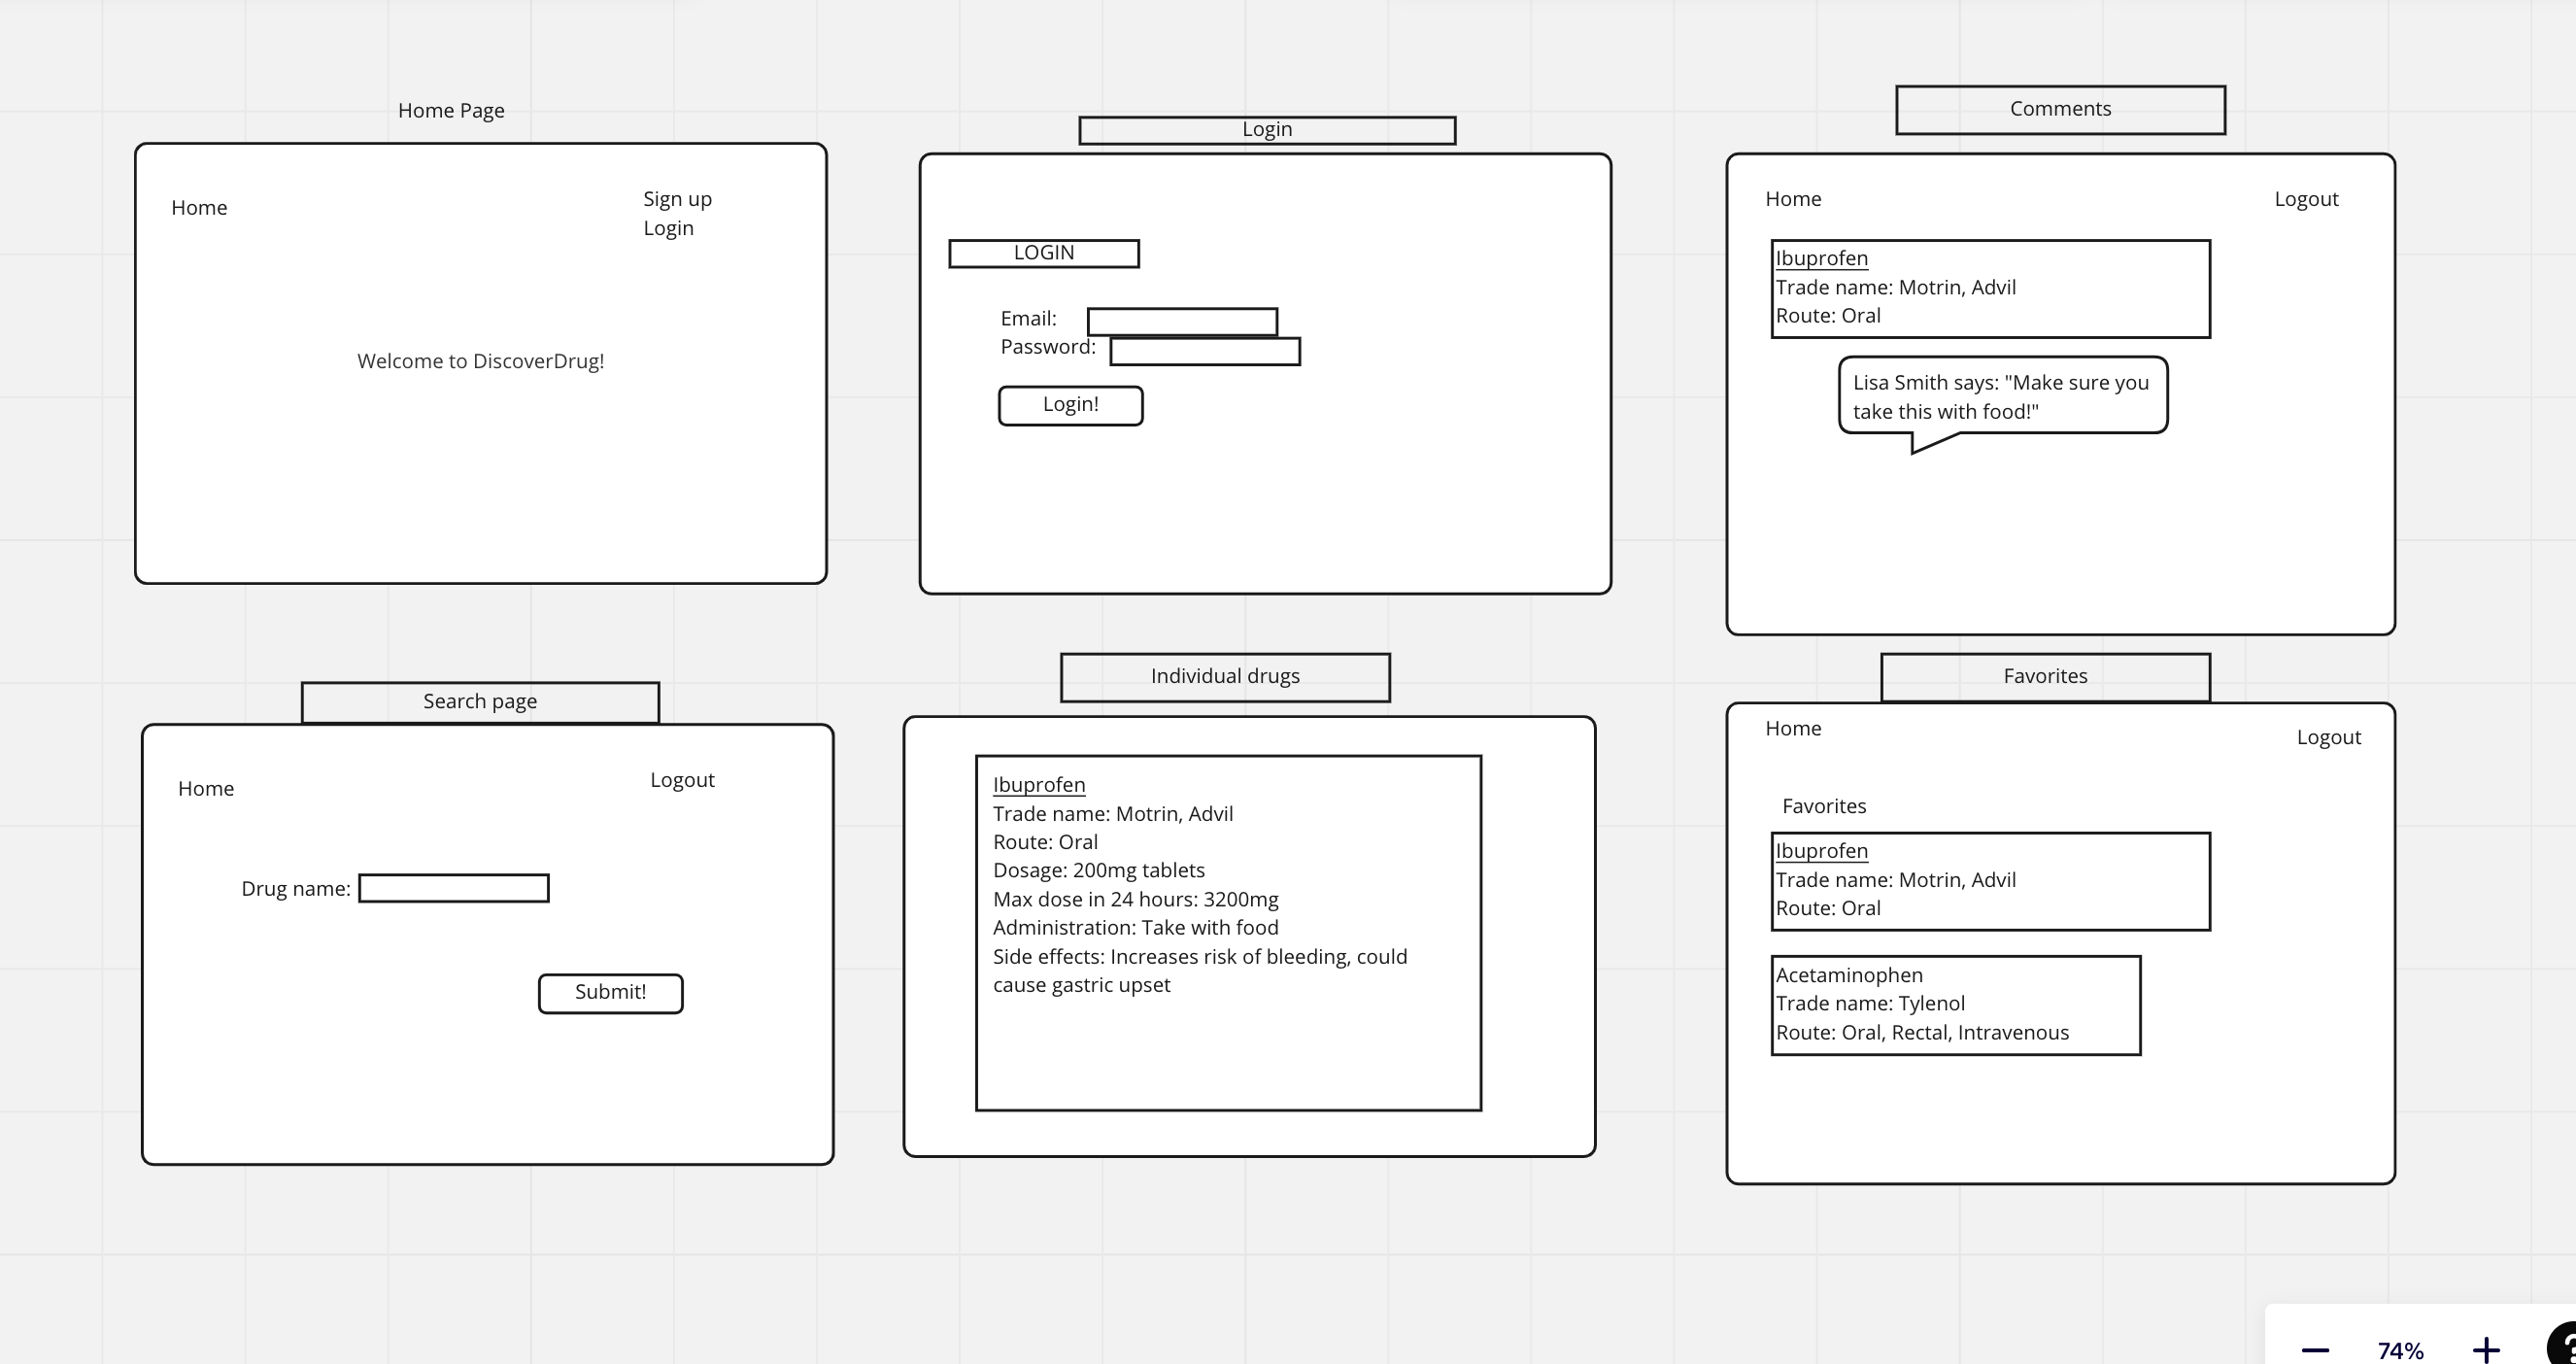 Home Page
Home
Sign up
Login
Welcome to DiscoverDrug!
Login
LOGIN
Email:
Password:
Login!
Comments
Home
Logout
Ibuprofen
Trade name: Motrin, Advil
Route: Oral
Lisa Smith says: "Make sure you
take this with food!"
Search page
Home
Logout
Drug name:
Submit!
Individual drugs
Ibuprofen
Trade name: Motrin, Advil
Route: Oral
Dosage: 200mg tablets
Max dose in 24 hours: 3200mg
Administration: Take with food
Side effects: Increases risk of bleeding, could
cause gastric upset
Favorites
Home
Logout
Favorites
Ibuprofen
Trade name: Motrin, Advil
Route: Oral
Acetaminophen
Trade name: Tylenol
Route: Oral, Rectal, Intravenous
74%